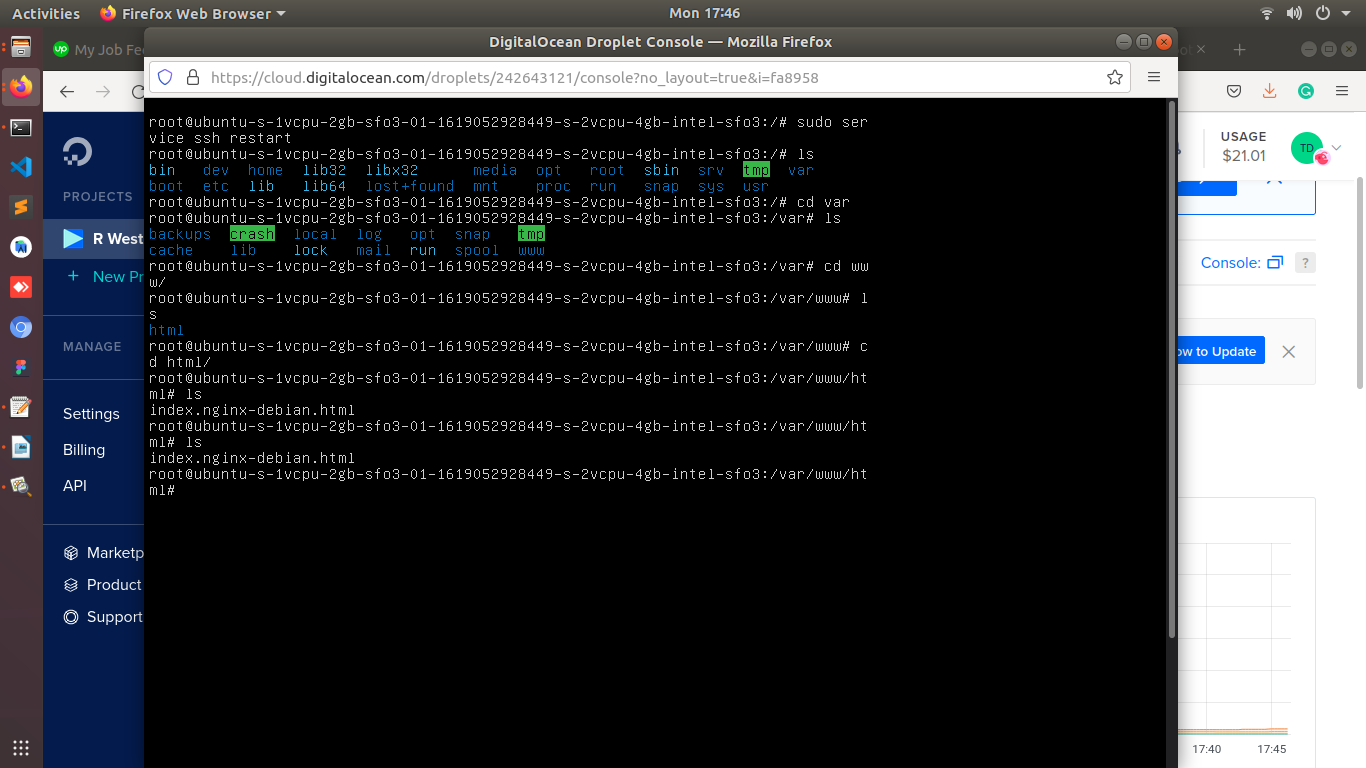 Activities
Firefox Web Browser
Mon 17:46
My Job Fe
DigitalOcean Droplet Console — Mozilla Firefox
https://cloud.digitalocean.com/droplets/242643121/console?no_layout=true&i=fa8958
PROJECTS
R West
+ New Pr
MANAGE
Settings
Billing
API
Marketp
Product
Support
root@ubuntu-s-1vcpu-2gb-sfo3-01-1619052928449-s-2vcpu-4gb-intel-sfo3:/# sudo ser
vice ssh restart
root@ubuntu-s-1vcpu-2gb-sfo3-01-1619052928449-s-2vcpu-4gb-intel-sfo3:/# ls
bin dev home lib32 libx32 media opt root sbin srv tmp var
boot etc lib lib64 lost+found mnt proc run snap sys usr
root@ubuntu-s-1vcpu-2gb-sfo3-01-1619052928449-s-2vcpu-4gb-intel-sfo3:/# cd var
root@ubuntu-s-1vcpu-2gb-sfo3-01-1619052928449-s-2vcpu-4gb-intel-sfo3:/var# ls
backups crash local log opt snap tmp
cache lib lock mail run spool www
root@ubuntu-s-1vcpu-2gb-sfo3-01-1619052928449-s-2vcpu-4gb-intel-sfo3:/var# cd ww
w/
root@ubuntu-s-1vcpu-2gb-sfo3-01-1619052928449-s-2vcpu-4gb-intel-sfo3:/var/www# l
s
html
root@ubuntu-s-1vcpu-2gb-sfo3-01-1619052928449-s-2vcpu-4gb-intel-sfo3:/var/www# c
d html/
root@ubuntu-s-1vcpu-2gb-sfo3-01-1619052928449-s-2vcpu-4gb-intel-sfo3:/var/www/ht
ml# ls
index.nginx-debian.html
root@ubuntu-s-1vcpu-2gb-sfo3-01-1619052928449-s-2vcpu-4gb-intel-sfo3:/var/www/ht
ml# ls
index.nginx-debian.html
root@ubuntu-s-1vcpu-2gb-sfo3-01-1619052928449-s-2vcpu-4gb-intel-sfo3:/var/www/ht
ml#
USAGE
$21.01
TD
Console:
?
ow to Update
17:40
17:45